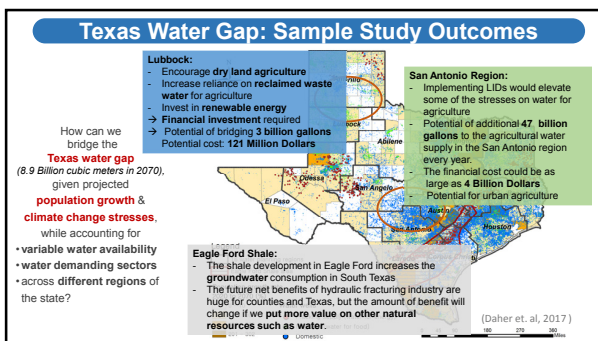 Texas Water Gap: Sample Study Outcomes
How can we
bridge the
Texas water gap
(8.9 Billion cubic meters in 2070),
given projected
population growth &
climate change stresses,
while accounting for
• variable water availability
• water demanding sectors
• across different regions of
the state?
Lubbock:
- Encourage dry land agriculture
- Increase reliance on reclaimed waste
water for agriculture
- Invest in renewable energy
→ Financial investment required
→ Potential of bridging 3 billion gallons
Potential cost: 121 Million Dollars
San Antonio Region:
- Implementing LIDs would elevate
some of the stresses on water for
agriculture
- Potential of additional 47 billion
gallons to the agricultural water
supply in the San Antonio region
every year.
- The financial cost could be as
large as 4 Billion Dollars
- Potential for urban agriculture
Abilene
Odessa
San Angelo
El Paso
Austin
San Antonio
Houston
Eagle Ford Shale:
- The shale development in Eagle Ford increases the
groundwater consumption in South Texas
- The future net benefits of hydraulic fracturing industry are
huge for counties and Texas, but the amount of benefit will
change if we put more value on other natural
resources such as water.
(Daher et. al, 2017 )
Domestic
180 270 360
Miles